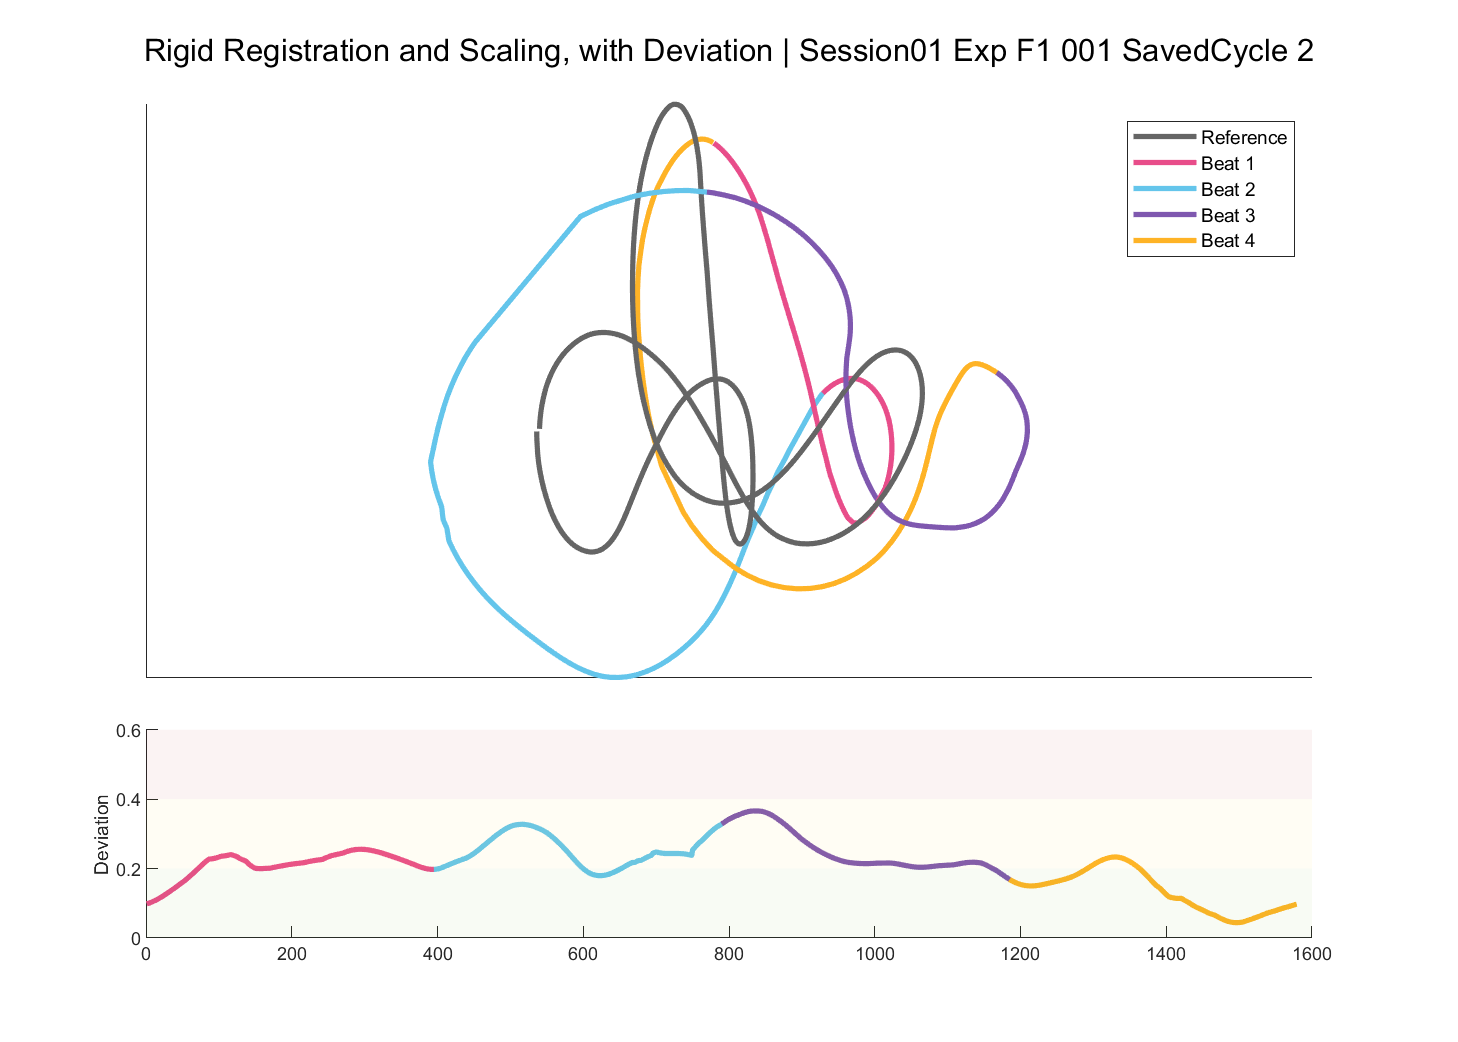 Rigid Registration and Scaling, with Deviation | Session01 Exp F1 001 SavedCycle 2
Reference
Beat 1
Beat 2
Beat 3
Beat 4
Deviation
0.6
0.4
0.2
0
0 200 400 600 800 1000 1200 1400 1600